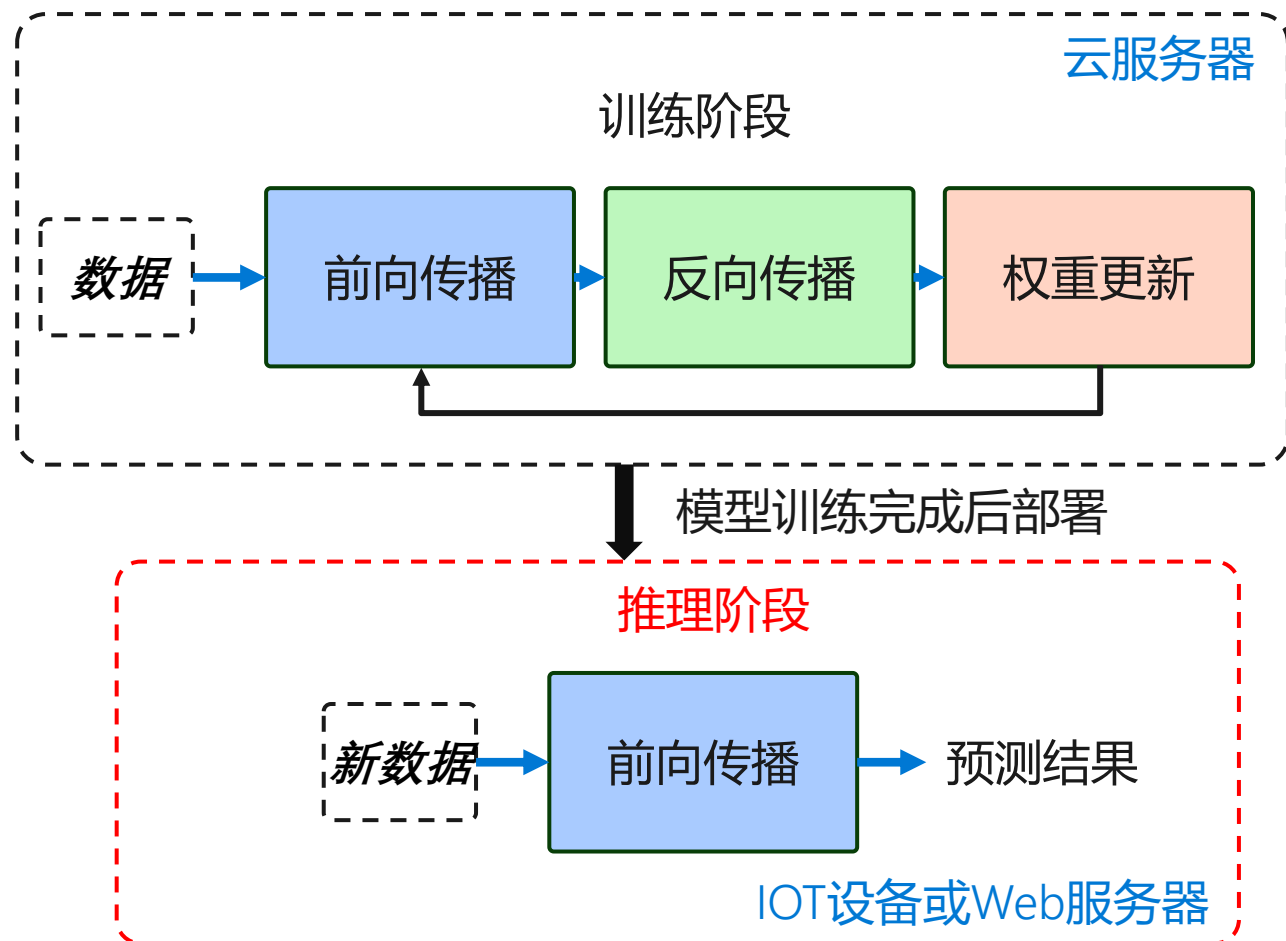 云服务器
训练阶段
数据
前向传播
反向传播
权重更新
模型训练完成后部署
推理阶段
新数据
前向传播
预测结果
IOT设备或Web服务器